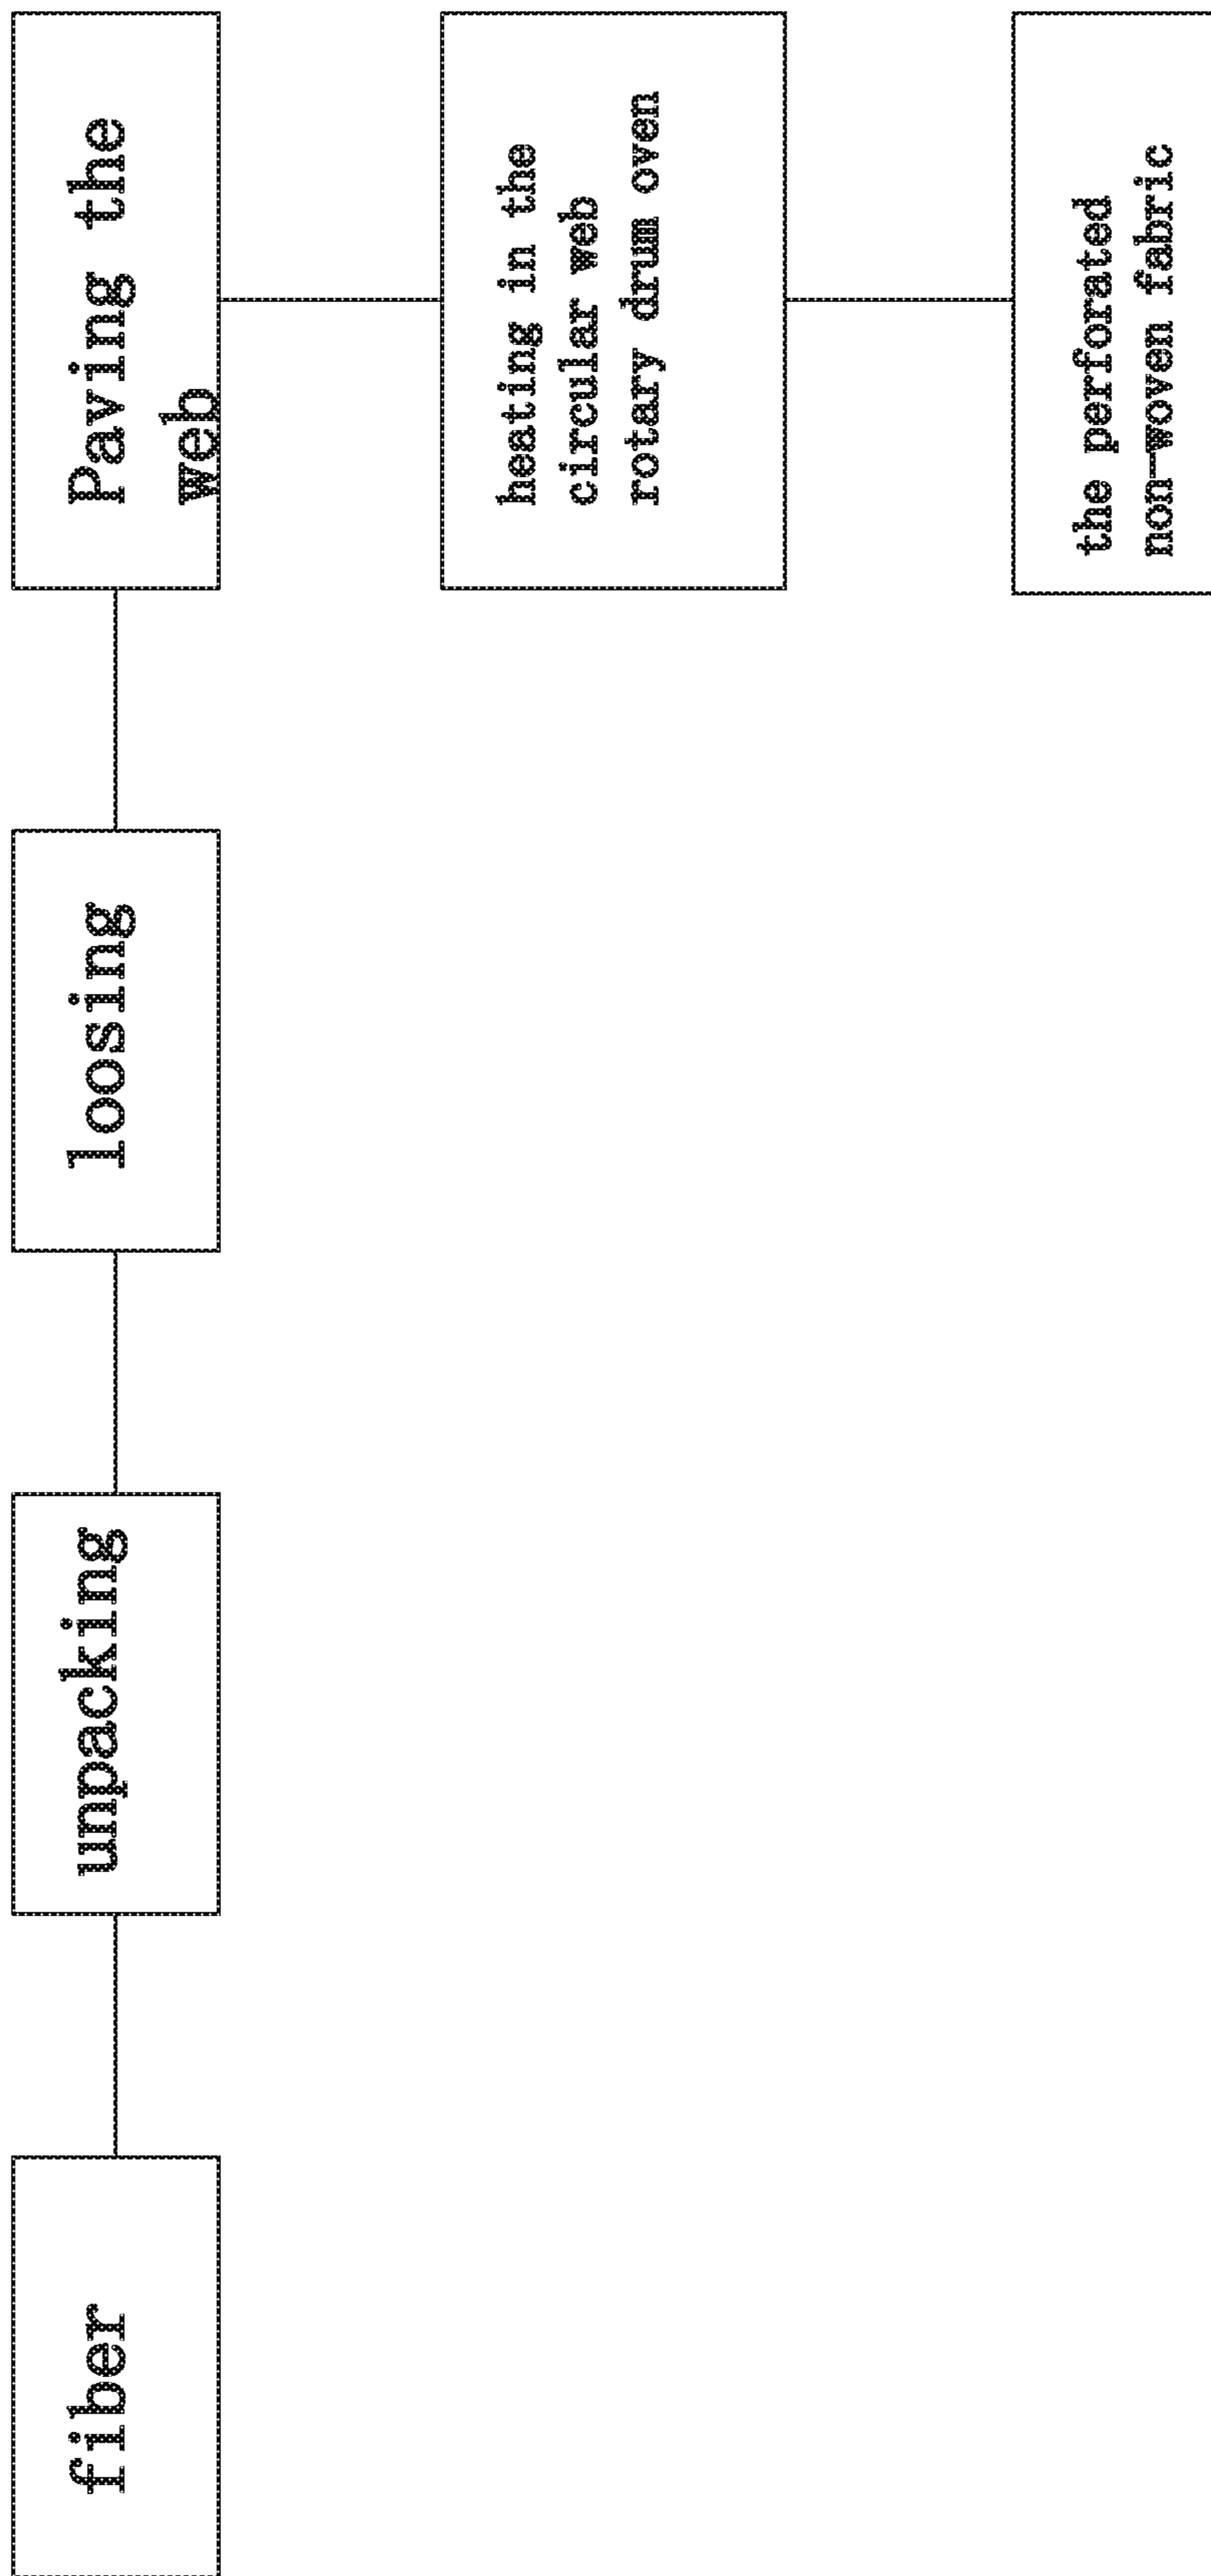 fiber
unpacking
loosing
Paving the
web
heating in the
circular web
rotary drum oven
the perforated
non-woven fabric